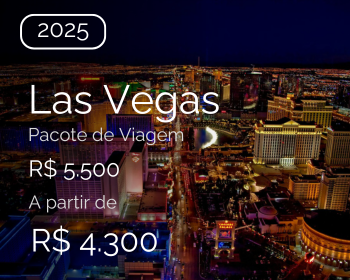 2025
Las Vegas
Pacote de Viagem
R$ 5.500
A partir de
R$ 4.300